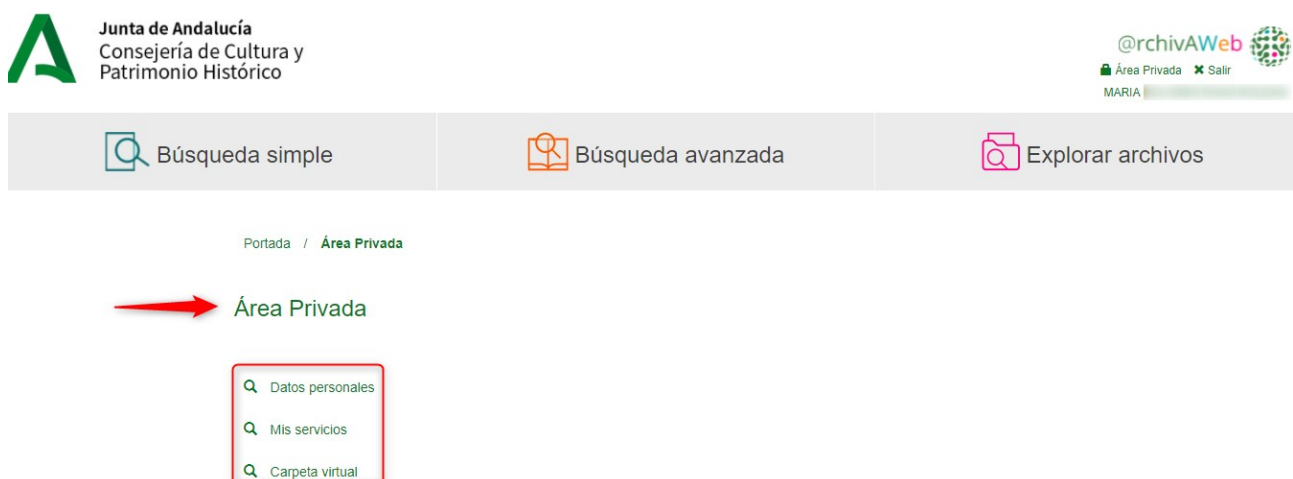 Junta de Andalucía
Consejería de Cultura y
Patrimonio Histórico
@rchivAWeb
Área Privada Salir
MARIA
Búsqueda simple
Búsqueda avanzada
Explorar archivos
Portada / Área Privada
Área Privada
Datos personales
Mis servicios
Carpeta virtual